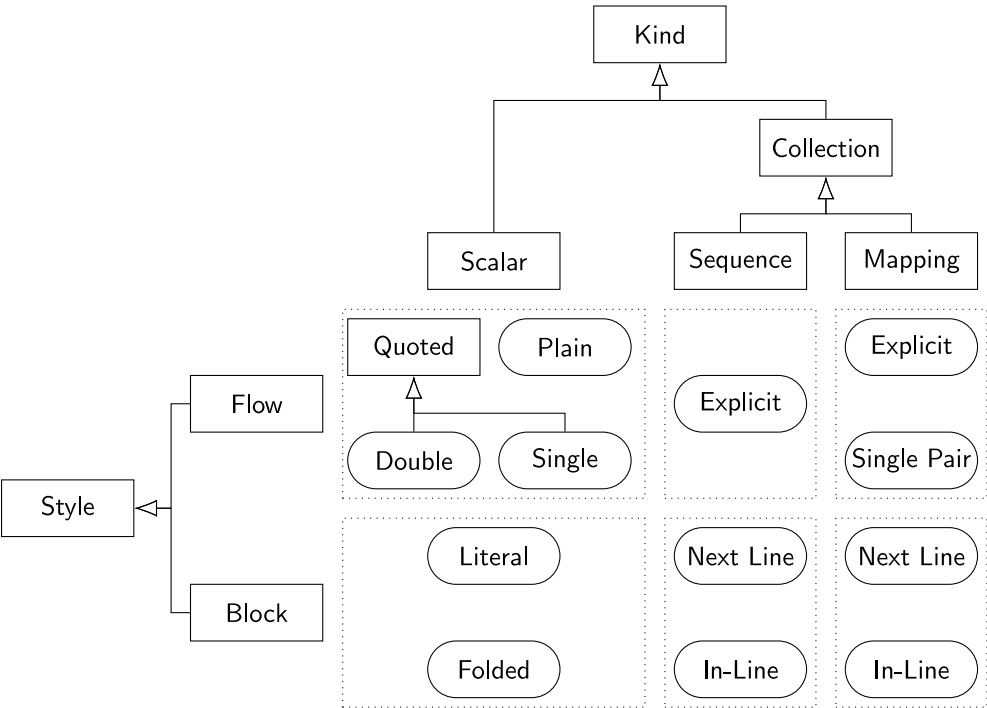 Kind
Collection
Scalar
Sequence
Mapping
Quoted
Plain
Explicit
Flow
Explicit
Double
Single
Single Pair
Style
Literal
Next Line
Next Line
Block
Folded
In-Line
In-Line